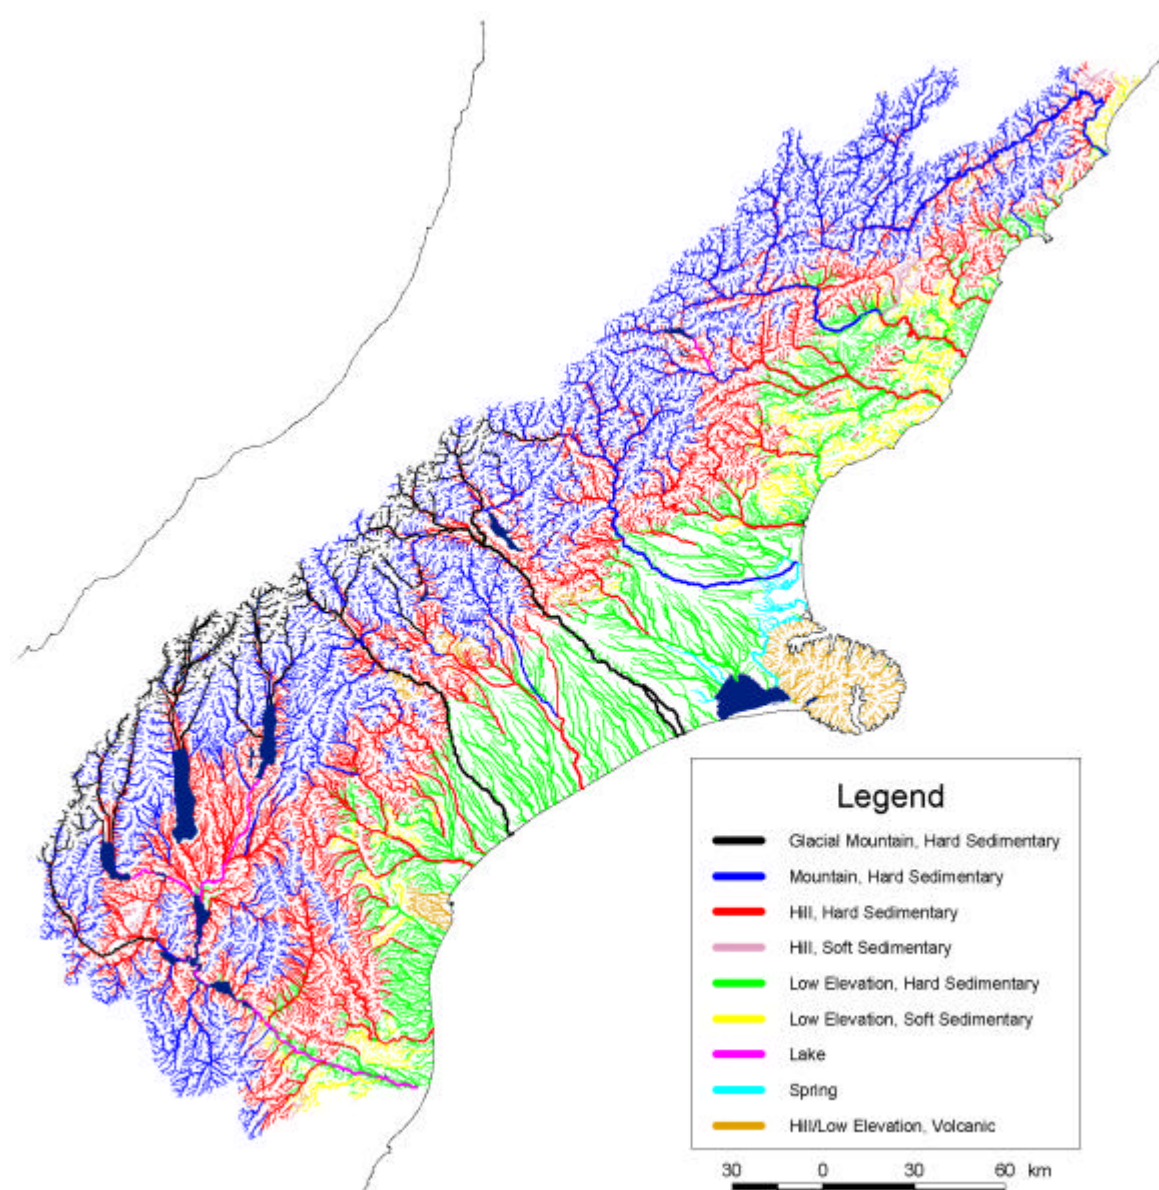 Legend
Glacial Mountain, Hard Sedimentary
Mountain, Hard Sedimentary
Hill, Hard Sedimentary
Hill, Soft Sedimentary
Low Elevation, Hard Sedimentary
Low Elevation, Soft Sedimentary
Lake
Spring
Hill/Low Elevation, Volcanic
30 0 30 60 km